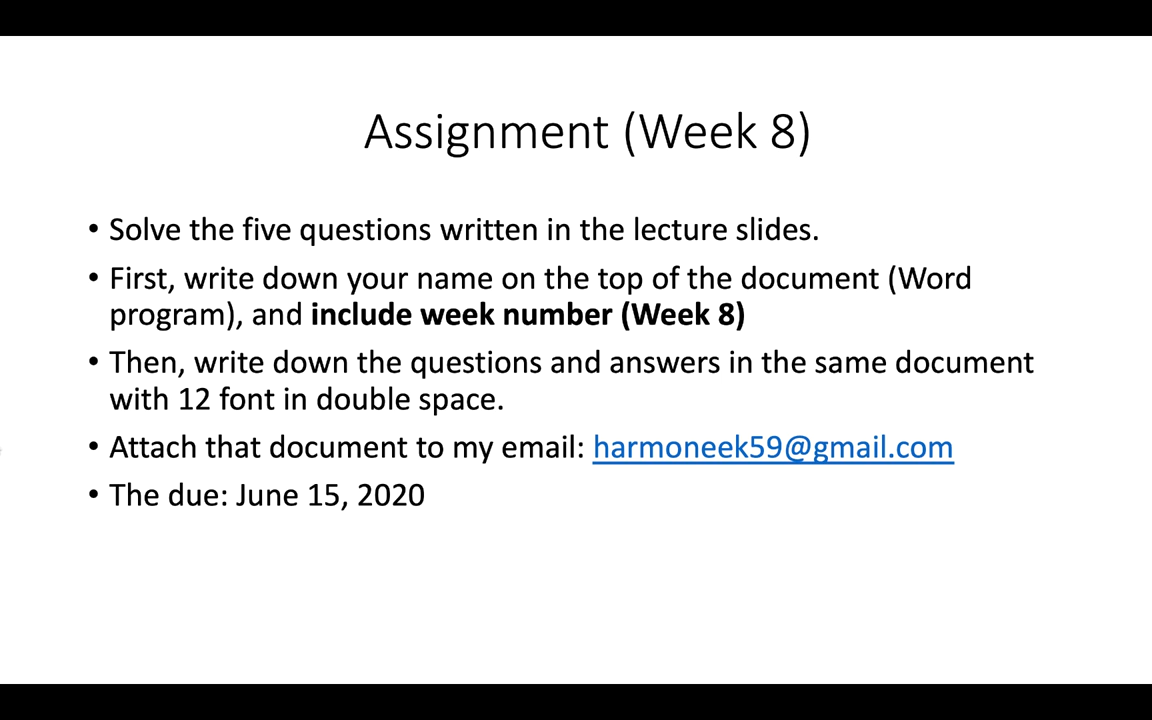 Assignment (Week 8)
• Solve the five questions written in the lecture slides.
• First, write down your name on the top of the document (Word
program), and include week number (Week 8)
• Then, write down the questions and answers in the same document
with 12 font in double space.
• Attach that document to my email: harmoneek59@gmail.com
• The due: June 15, 2020